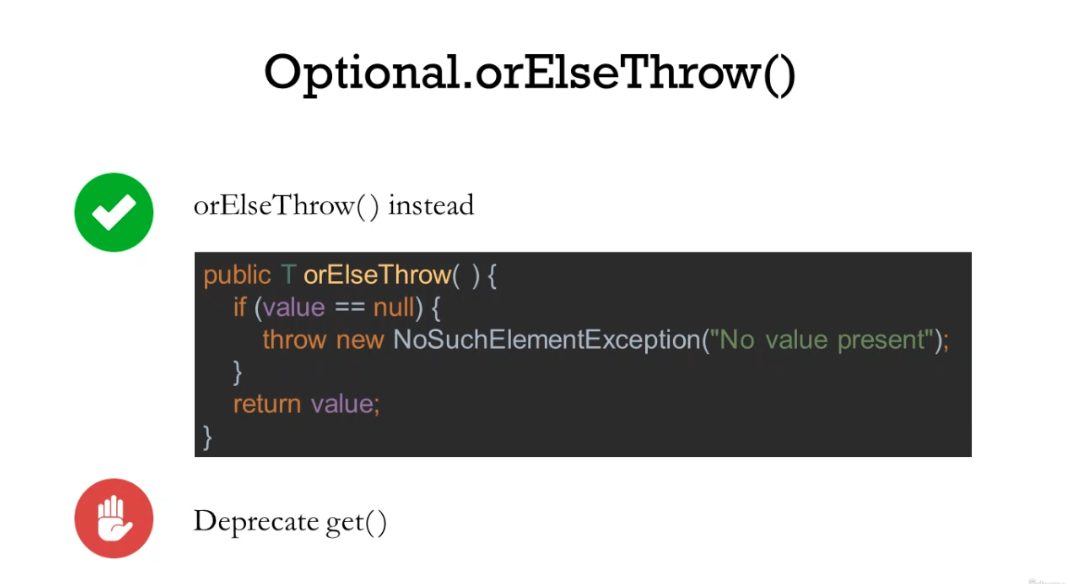 Optional.orElseThrow()
orElseThrow() instead
public T orElseThrow( ) {
if (value == null) {
throw new NoSuchElementException("No value present");
}
return value;
}
Deprecate get()